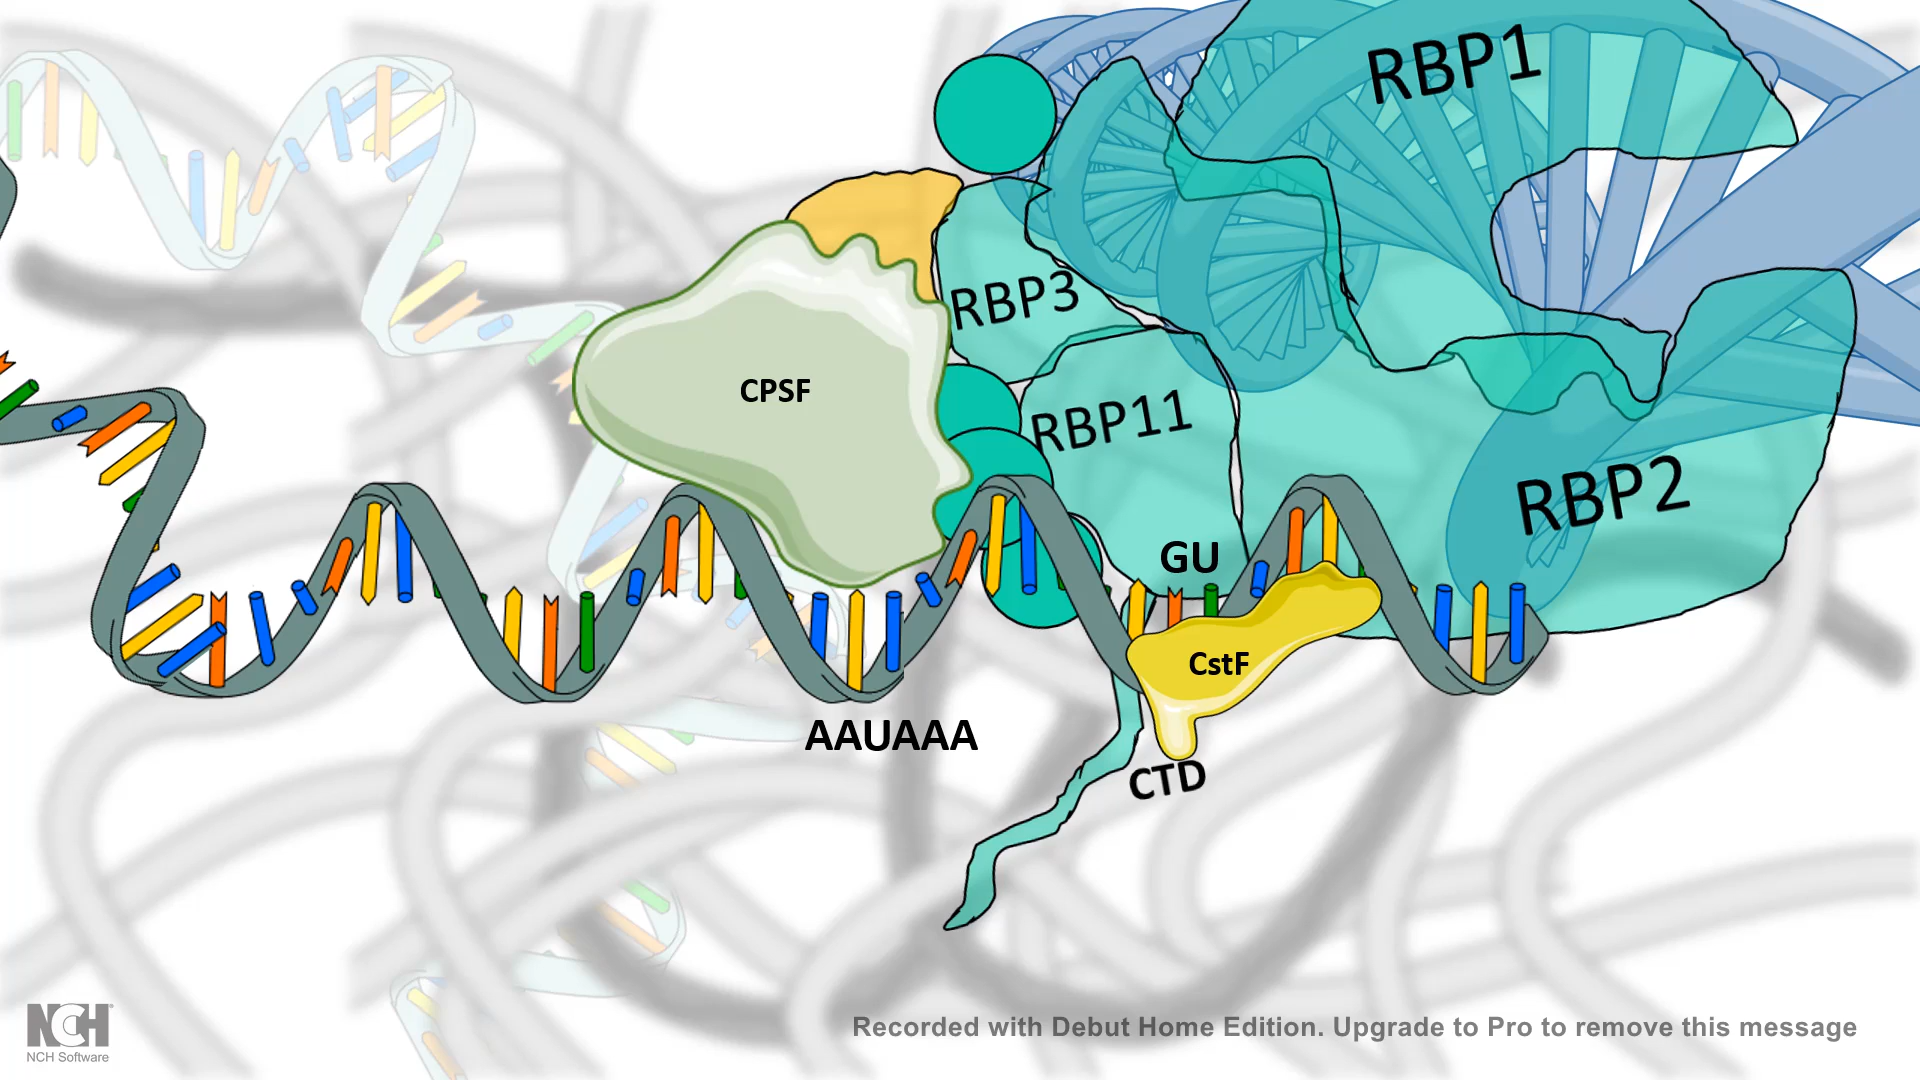 RBP1
RBP3
CPSF
RBP11
RBP2
GU
CstF
AAUAAA
CTD
NCH
NCH Software
Recorded with Debut Home Edition. Upgrade to Pro to remove this message